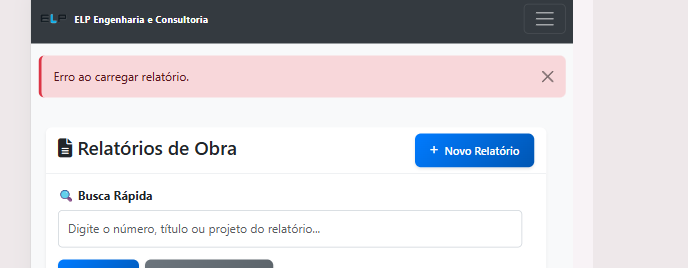 ELP ELP Engenharia e Consultoria
Erro ao carregar relatório.
Relatórios de Obra
+ Novo Relatório
Busca Rápida
Digite o número, título ou projeto do relatório...